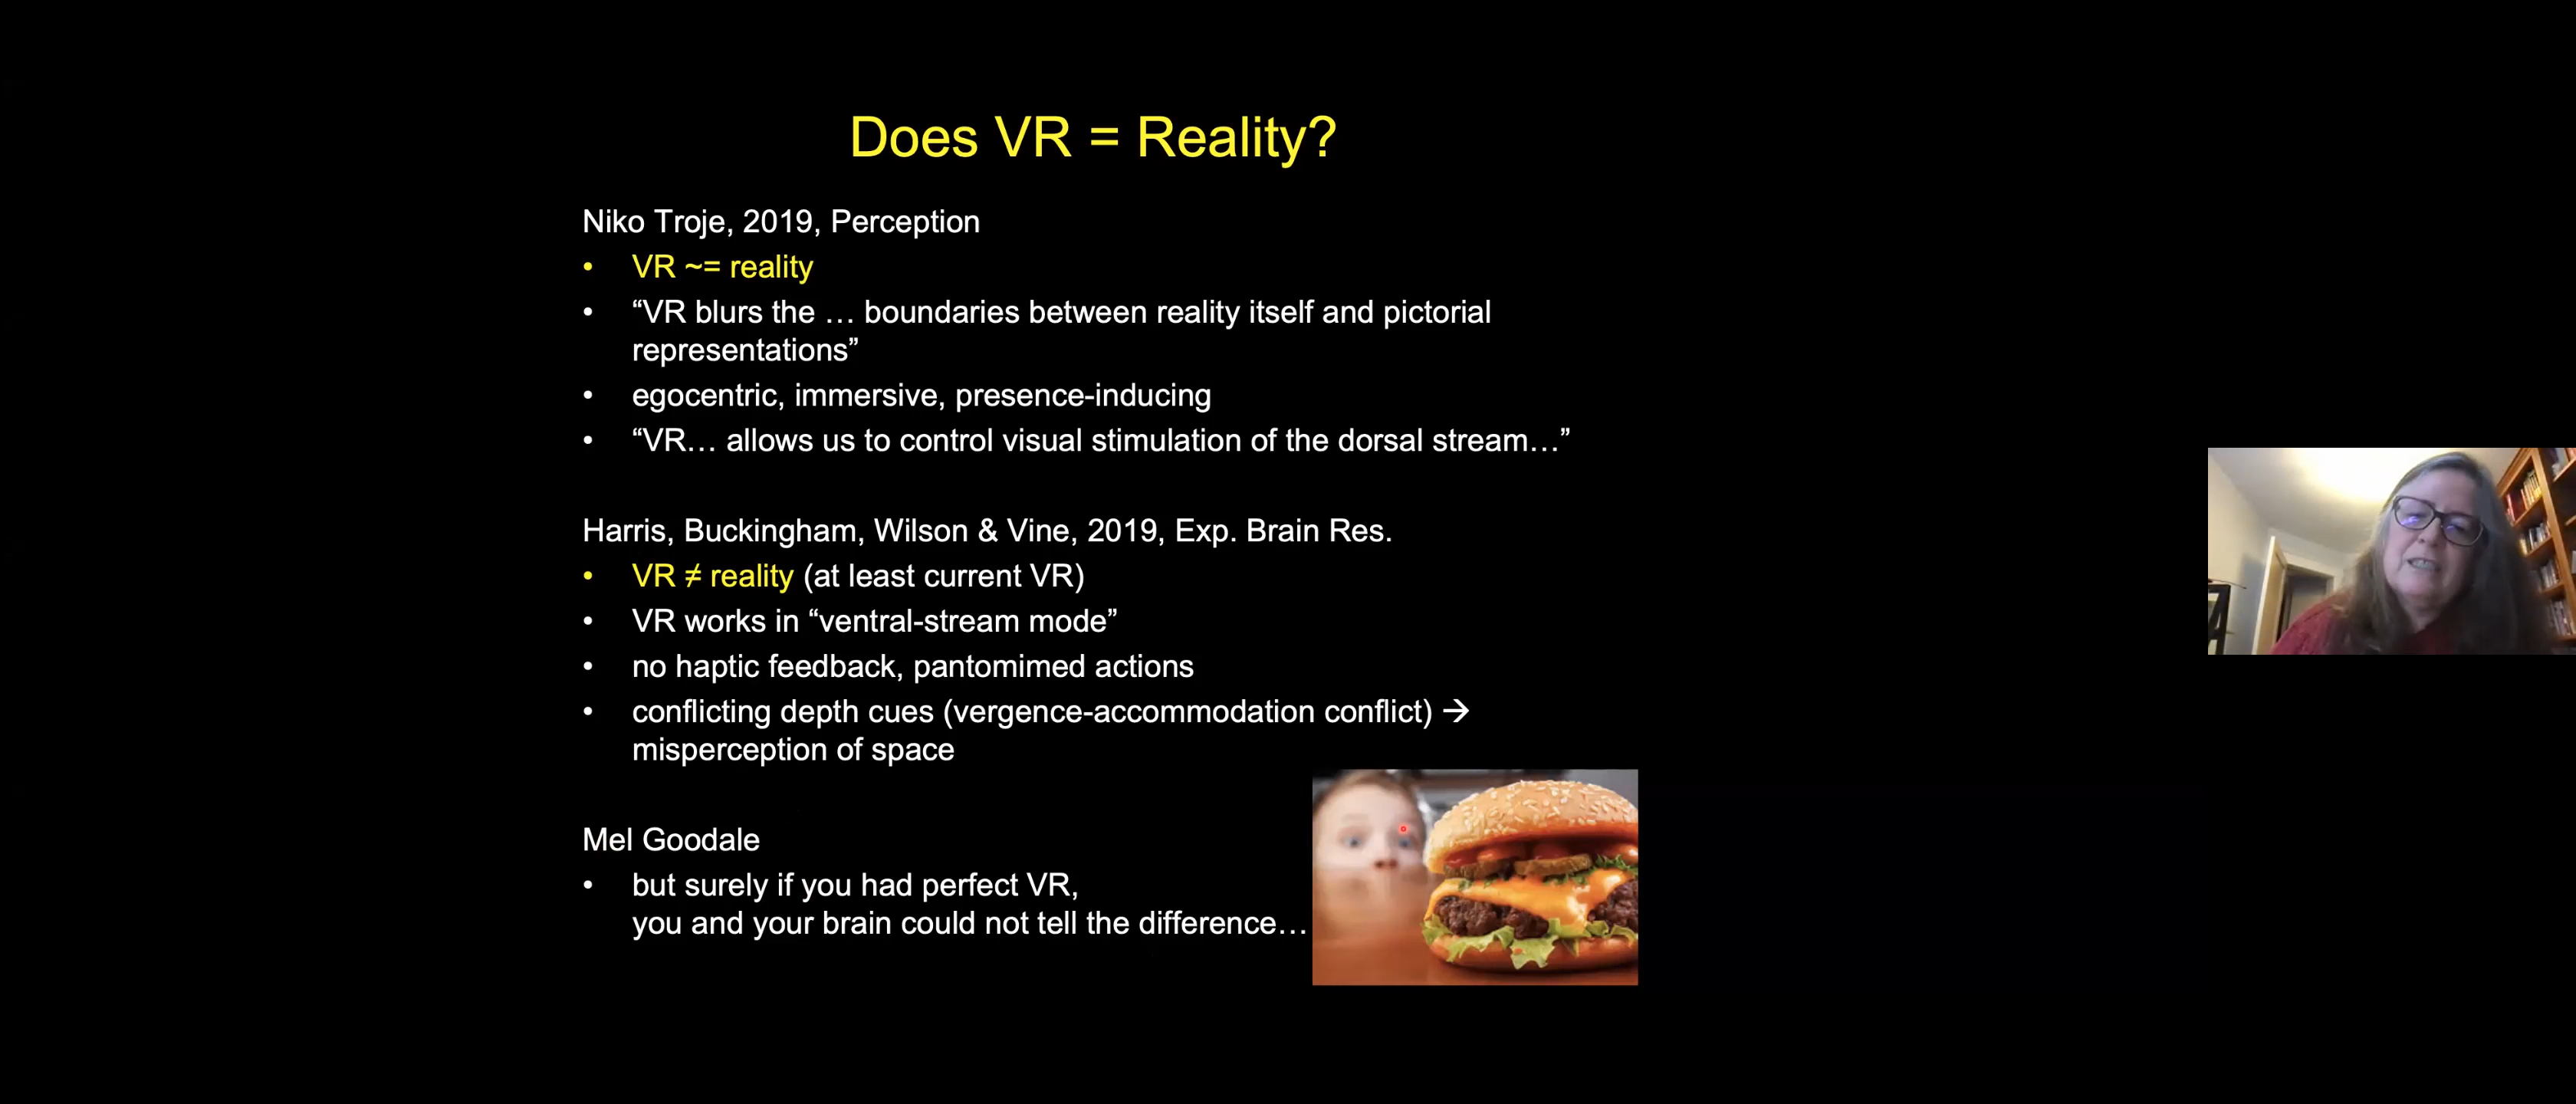 Does VR = Reality?
Niko Troje, 2019, Perception
• VR ~= reality
• “VR blurs the … boundaries between reality itself and pictorial
representations”
• egocentric, immersive, presence-inducing
• “VR… allows us to control visual stimulation of the dorsal stream…”
Harris, Buckingham, Wilson & Vine, 2019, Exp. Brain Res.
• VR ≠ reality (at least current VR)
• VR works in “ventral-stream mode”
• no haptic feedback, pantomimed actions
• conflicting depth cues (vergence-accommodation conflict) →
misperception of space
Mel Goodale
• but surely if you had perfect VR,
you and your brain could not tell the difference…